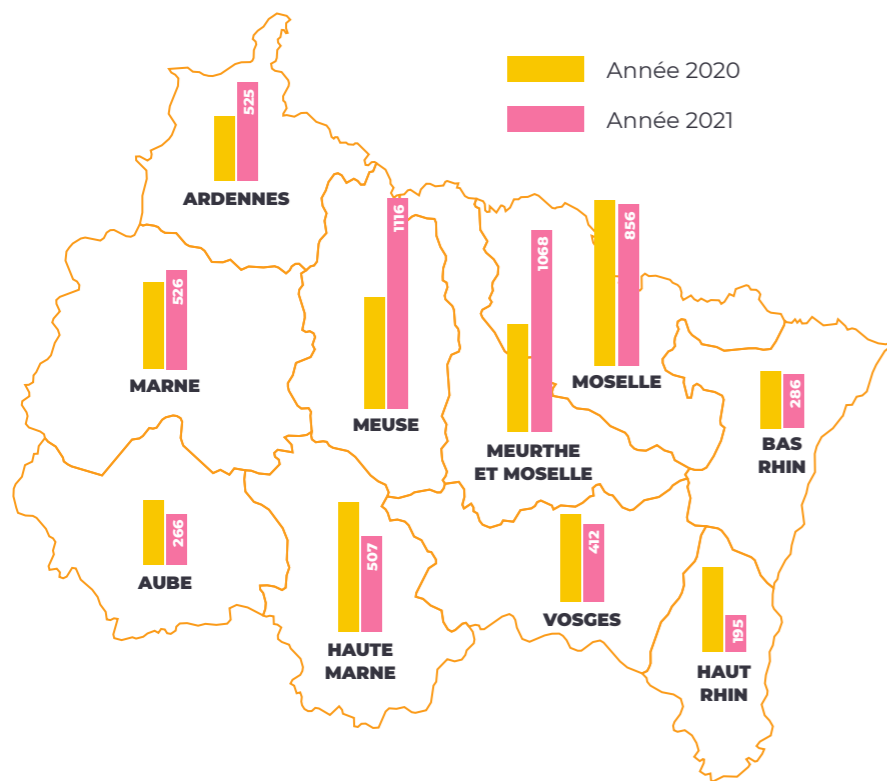 Année 2020
Année 2021
525
ARDENNES
526
MARNE
1116
MEUSE
1068
MEURTHE
ET MOSELLE
856
MOSELLE
286
BAS
RHIN
266
AUBE
507
HAUTE
MARNE
412
VOSGES
195
HAUT
RHIN